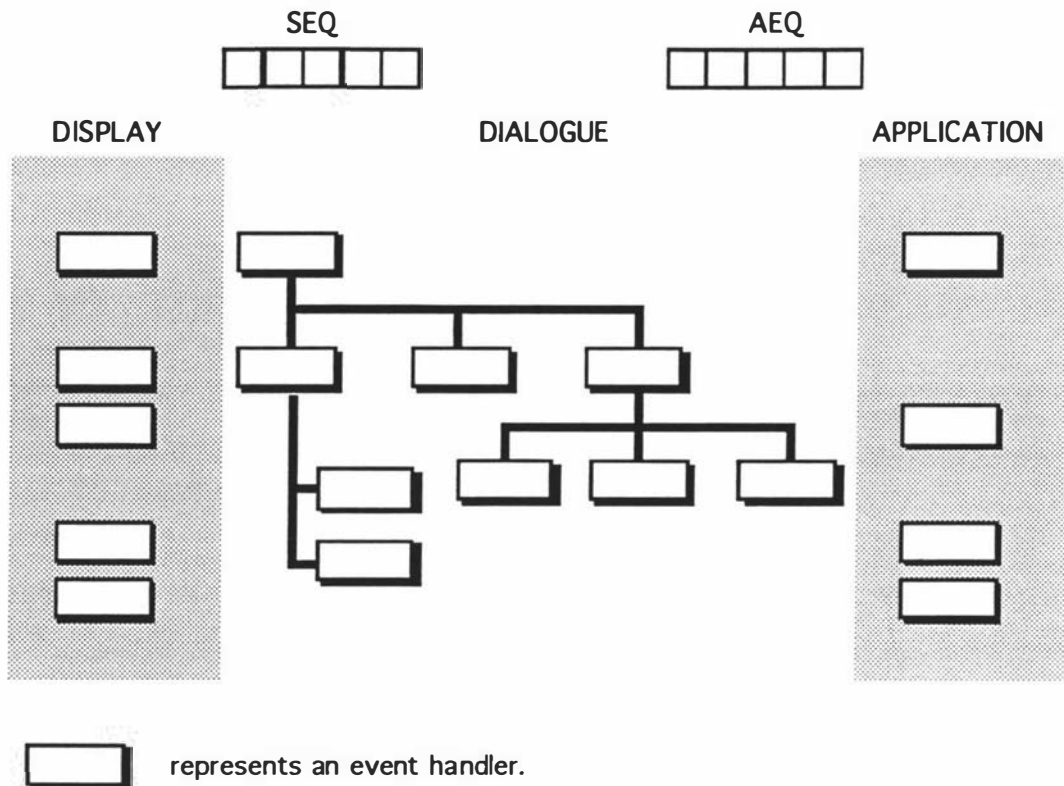 SEQ
AEQ
DISPLAY
DIALOGUE
APPLICATION
represents an event handler.